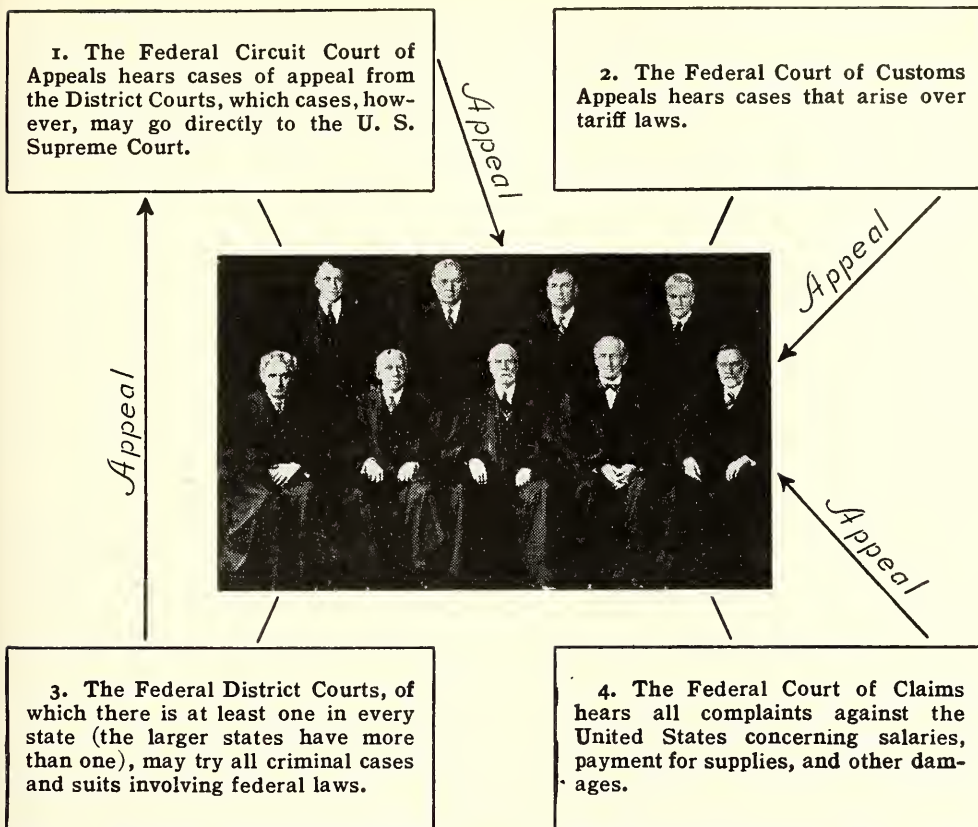 1. The Federal Circuit Court of
Appeals hears cases of appeal from
the District Courts, which cases, how-
ever, may go directly to the U. S.
Supreme Court.
Appeal
2. The Federal Court of Customs
Appeals hears cases that arise over
tariff laws.
Appeal
Appeal
Appeal
3. The Federal District Courts, of
which there is at least one in every
state (the larger states have more
than one), may try all criminal cases
and suits involving federal laws.
4. The Federal Court of Claims
hears all complaints against the
United States concerning salaries,
payment for supplies, and other dam-
ages.